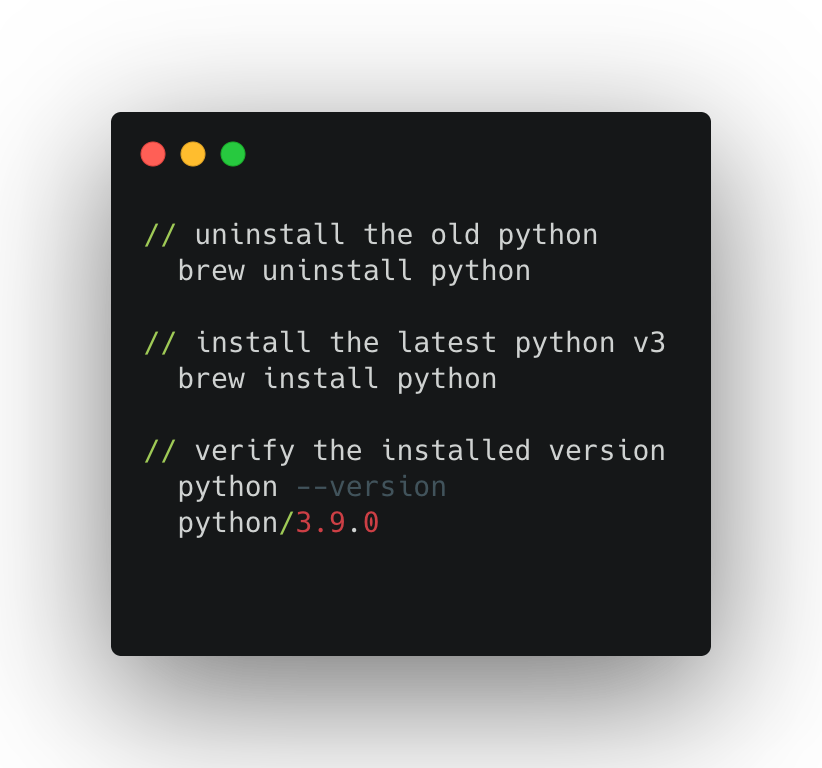 // uninstall the old python
brew uninstall python
// install the latest python v3
brew install python
// verify the installed version
python --version
python/3.9.0